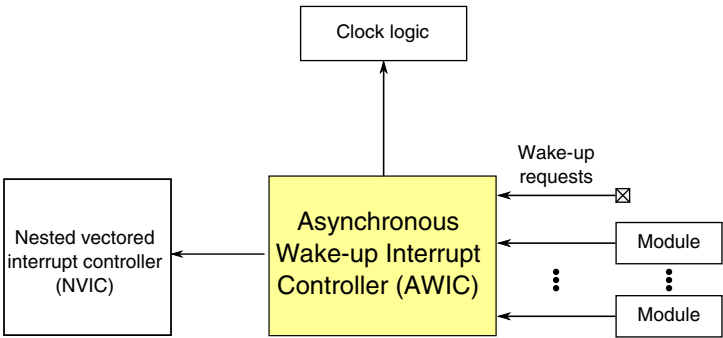 Clock logic
Wake-up
requests
Nested vectored
interrupt controller
(NVIC)
Asynchronous
Wake-up Interrupt
Controller (AWIC)
Module
Module